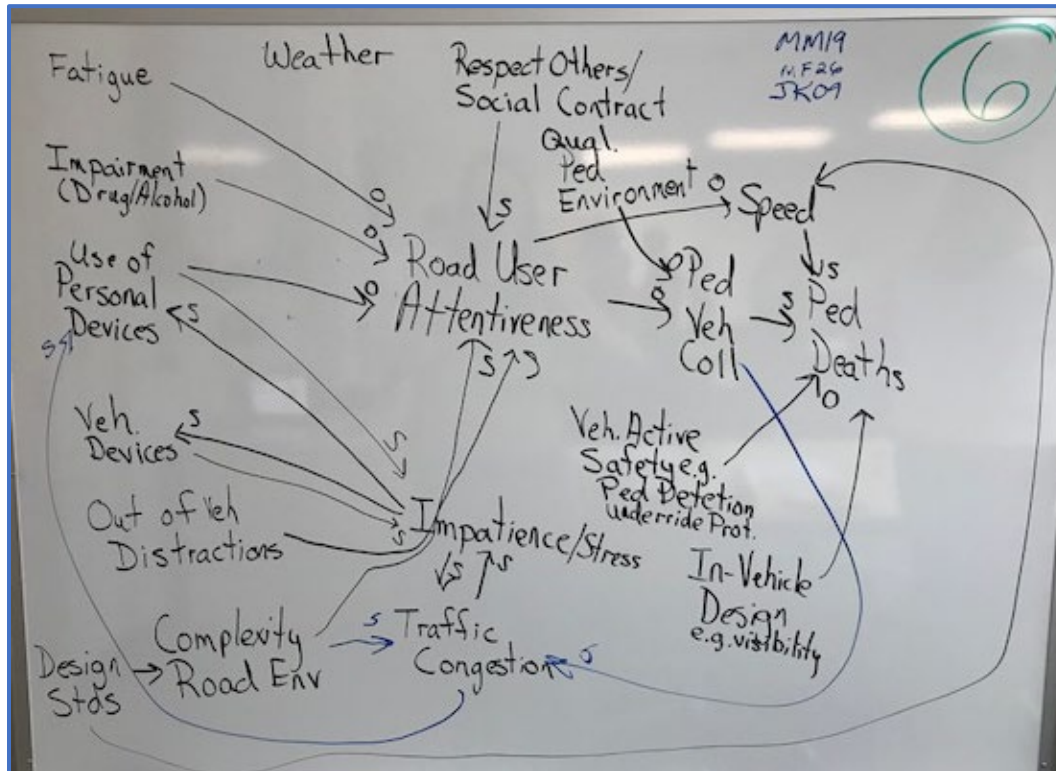 Fatigue
Weather
Respect Others/
Social Contract
MM19
N.F26
JK09
6
Impairment
(Drug/Alcohol)
Qual.
Ped
Environment
O
O
S
O
Speed
Use of
Personal
Devices
S
O
Road User
Attentiveness
O
O
Ped
Veh
Coll
S
S
Ped
Deaths
O
S
S
S
Veh.
Devices
S
S
S
Veh. Active
Safety e.g.
Ped Detetion
underride Prot.
Out of Veh
Distractions
Impatience/Stress
S
S
In-Vehicle
Design
e.g. visibility
Complexity
Road Env
S
Traffic
Congestion
Design
Stds